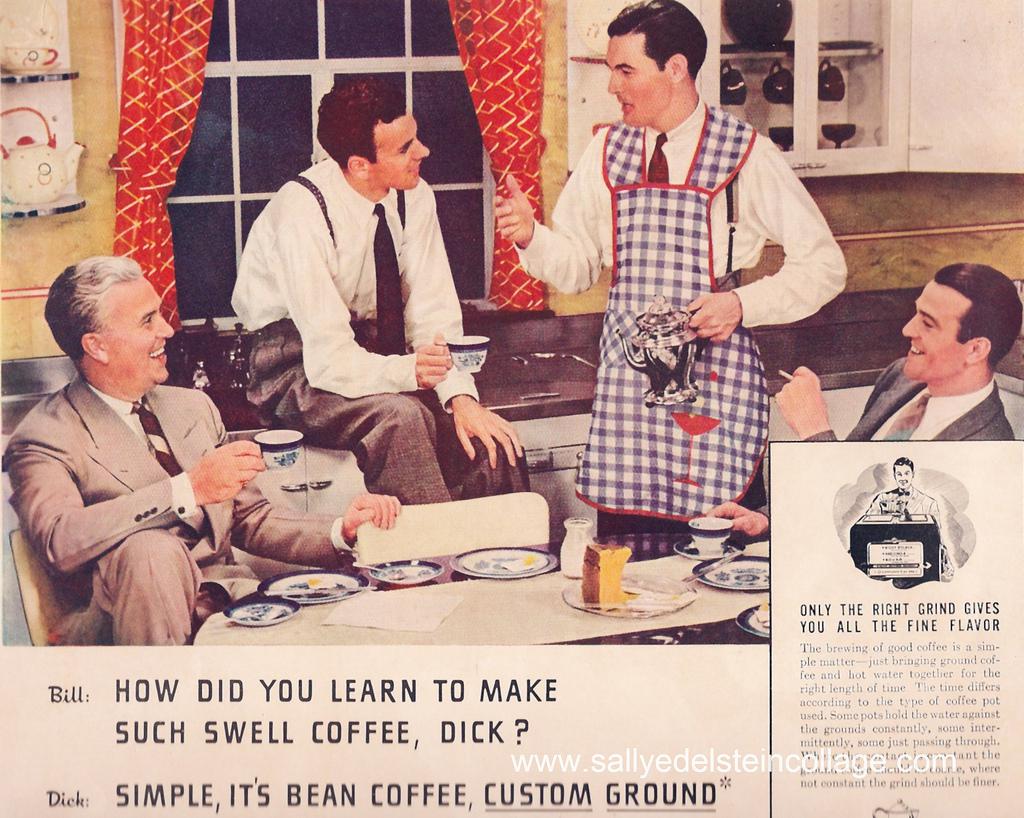 Bill: HOW DID YOU LEARN TO MAKE
SUCH SWELL COFFEE, DICK?
Dick: SIMPLE, IT'S BEAN COFFEE, CUSTOM GROUND*
ONLY THE RIGHT GRIND GIVES
YOU ALL THE FINE FLAVOR
The brewing of good coffee is a sim-
ple matter—just bringing ground cof-
fee and hot water together for the
right length of time. The time differs
according to the type of coffee pot
used. Some pots hold the water against
the grounds constantly, some inter-
mittently, some just passing through.
the
where
not constant the grind should be finer.
www.sallyedelsteincollage.com